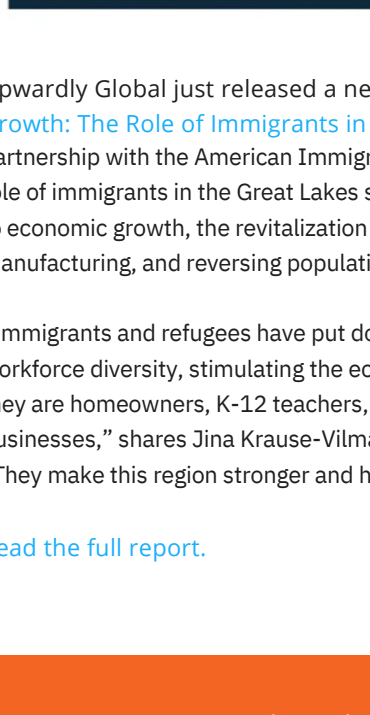 pwardly Global just released a ne
rowth: The Role of Immigrants in
artnership with the American Immigr
le of immigrants in the Great Lakes s
economic growth, the revitalization
anufacturing, and reversing populati
mmigrants and refugees have put do
orkforce diversity, stimulating the ec
ey are homeowners, K-12 teachers,
usinesses,” shares Jina Krause-Vilma
They make this region stronger and h
ead the full report.